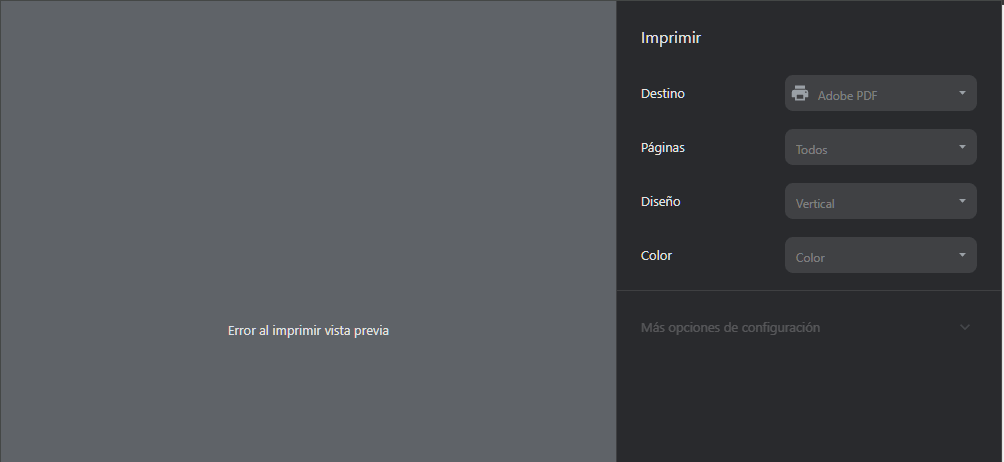 Imprimir
Destino
Adobe PDF
Páginas
Todos
Diseño
Vertical
Color
Color
Error al imprimir vista previa
Más opciones de configuración